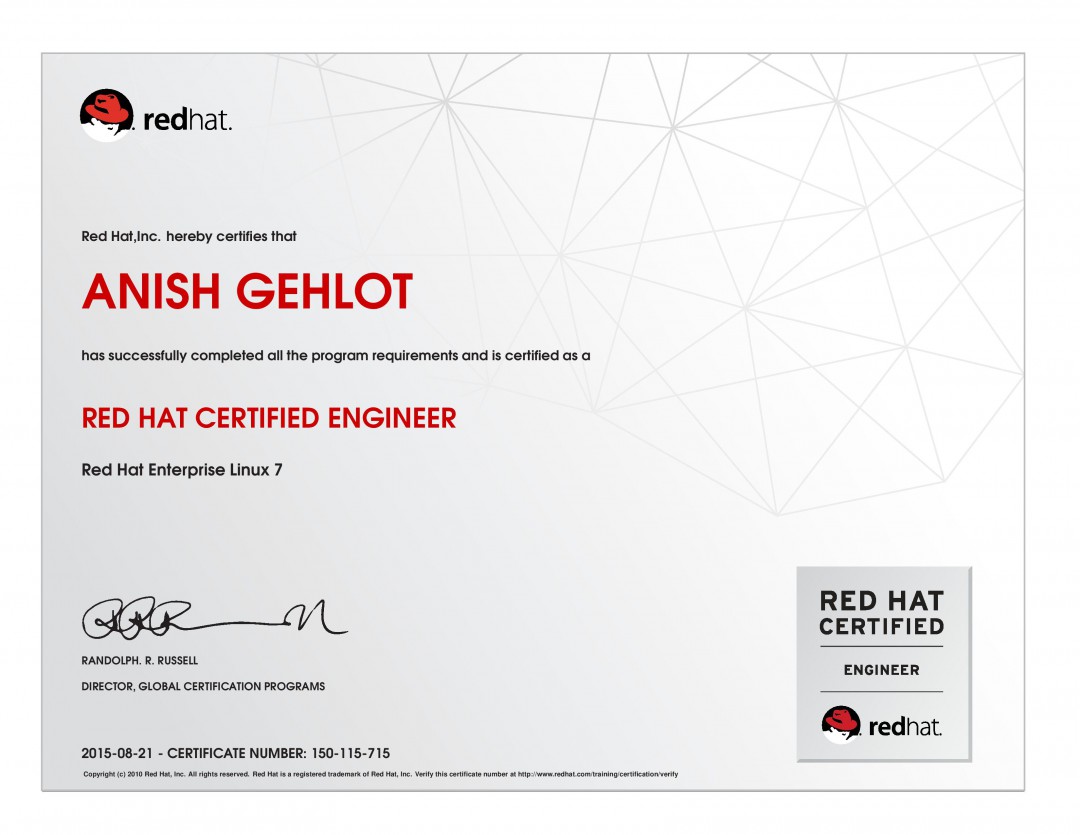 redhat.
Red Hat,Inc. hereby certifies that
ANISH GEHLOT
has successfully completed all the program requirements and is certified as a
RED HAT CERTIFIED ENGINEER
Red Hat Enterprise Linux 7
RANDOLPH. R. RUSSELL
DIRECTOR, GLOBAL CERTIFICATION PROGRAMS
2015-08-21 - CERTIFICATE NUMBER: 150-115-715
Copyright (c) 2010 Red Hat, Inc. All rights reserved. Red Hat is a registered trademark of Red Hat, Inc. Verify this certificate number at http://www.redhat.com/training/certification/verify
RED HAT
CERTIFIED
ENGINEER
redhat.